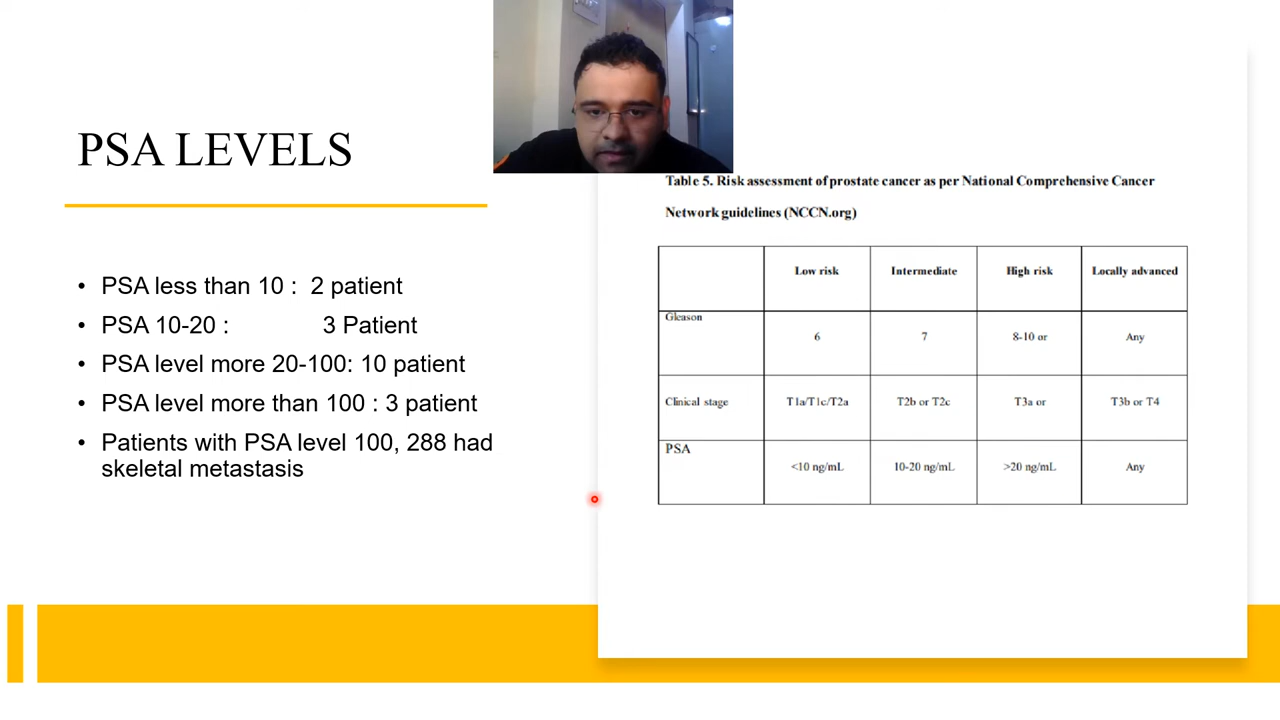 PSA LEVELS
• PSA less than 10 : 2 patient
• PSA 10-20 : 3 Patient
• PSA level more 20-100: 10 patient
• PSA level more than 100 : 3 patient
• Patients with PSA level 100, 288 had
skeletal metastasis
Table 5. Risk assessment of prostate cancer as per National Comprehensive Cancer
Network guidelines (NCCN.org)
Low risk Intermediate High risk Locally advanced
Gleason
6 7 8-10 or Any
Clinical stage T1a/T1c/T2a T2b or T2c T3a or T3b or T4
PSA
<10 ng/mL 10-20 ng/mL >20 ng/mL Any